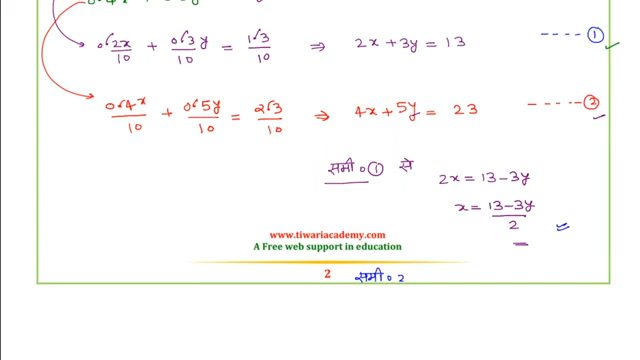 0.2x/10 + 0.3y/10 = 1.3/10 ⇒ 2x + 3y = 13 ---- ①
0.4x/10 + 0.5y/10 = 2.3/10 ⇒ 4x + 5y = 23 ----- ②
समी० ① से
2x = 13 - 3y
x = 13 - 3y / 2
www.tiwariacademy.com
A Free web support in education
2
समी० 2